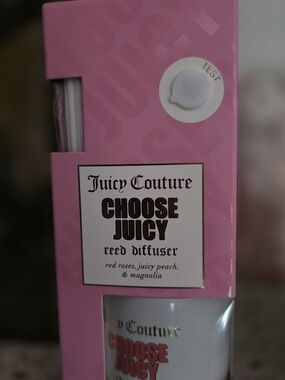 TEST
Juicy Couture
CHOOSE
JUICY
reed diffuser
red roses, juicy peach,
& magnolia
Couture
CHOOSE
JUICY